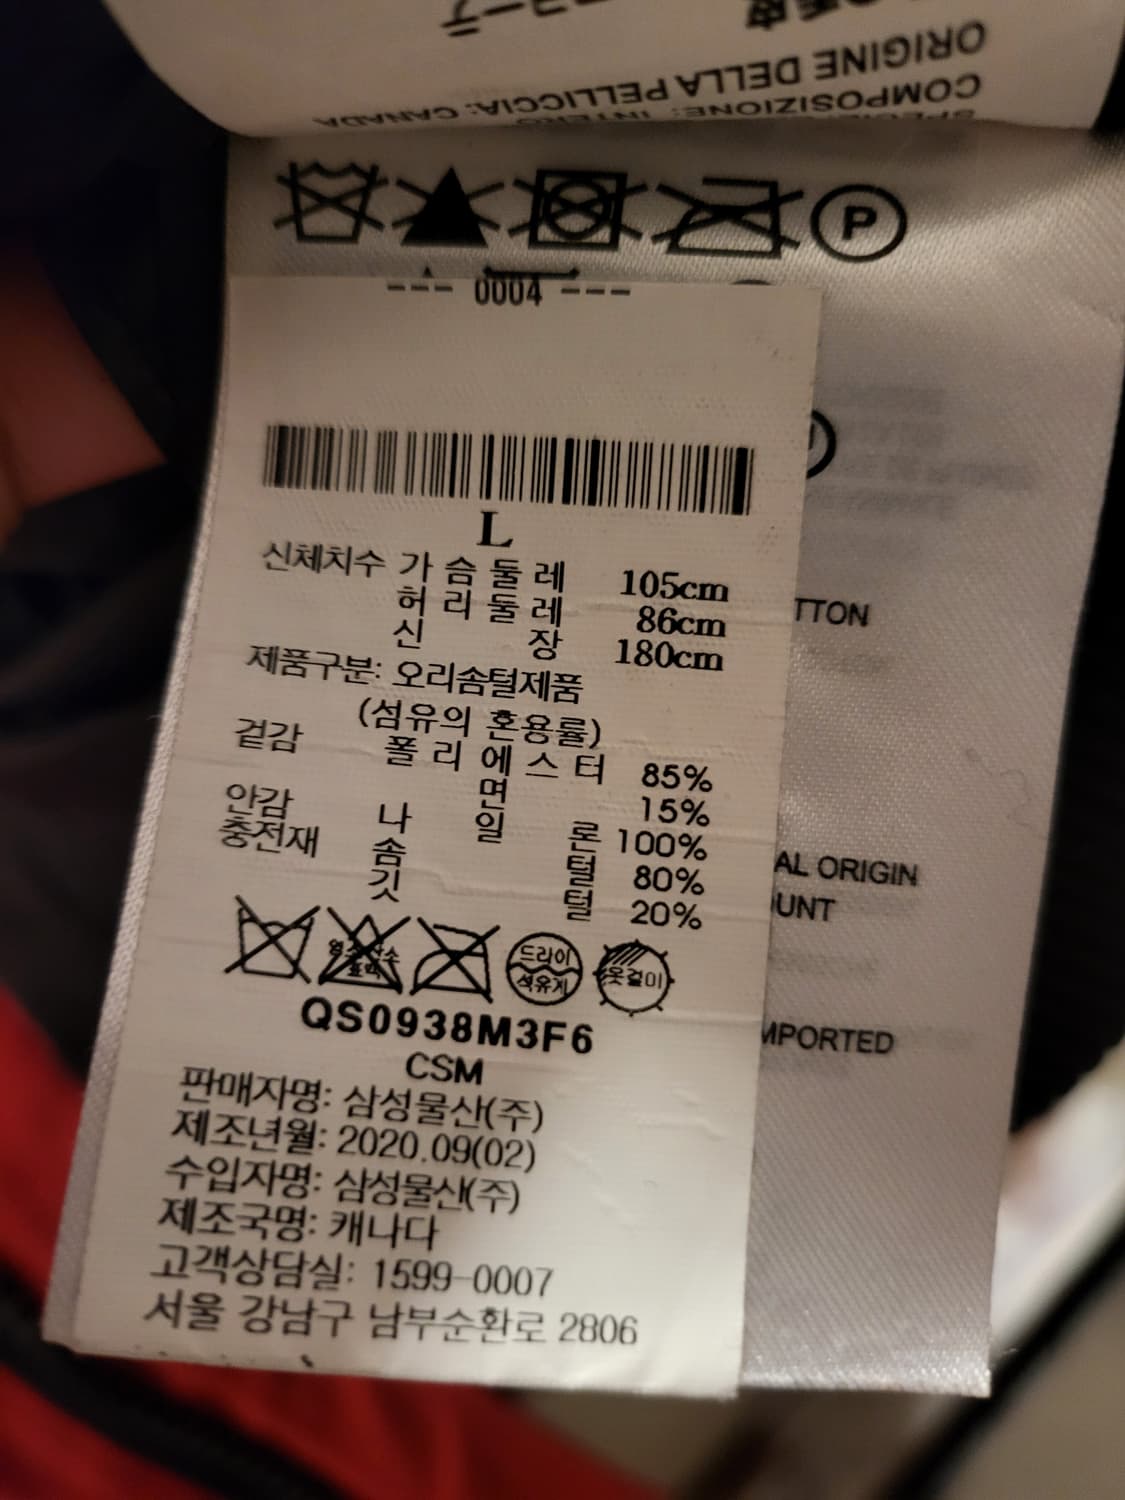 ORIGINE DELLA PELLICCIA: CANADA
COMPOSIZIONE: INTERO
P
--- 0004 ---
L
신체치수 가슴둘레 105cm
허리둘레 86cm
신장 180cm
제품구분: 오리솜털제품
(섬유의 혼용률)
겉감 폴리에스터 85%
면 15%
안감 나일론 100%
충전재 솜털 80%
깃털 20%
드라이
석유계
옷걸이
QS0938M3F6
CSM
판매자명: 삼성물산(주)
제조년월: 2020.09(02)
수입자명: 삼성물산(주)
제조국명: 캐나다
고객상담실: 1599-0007
서울 강남구 남부순환로 2806
TTON
AL ORIGIN
UNT
MPORTED